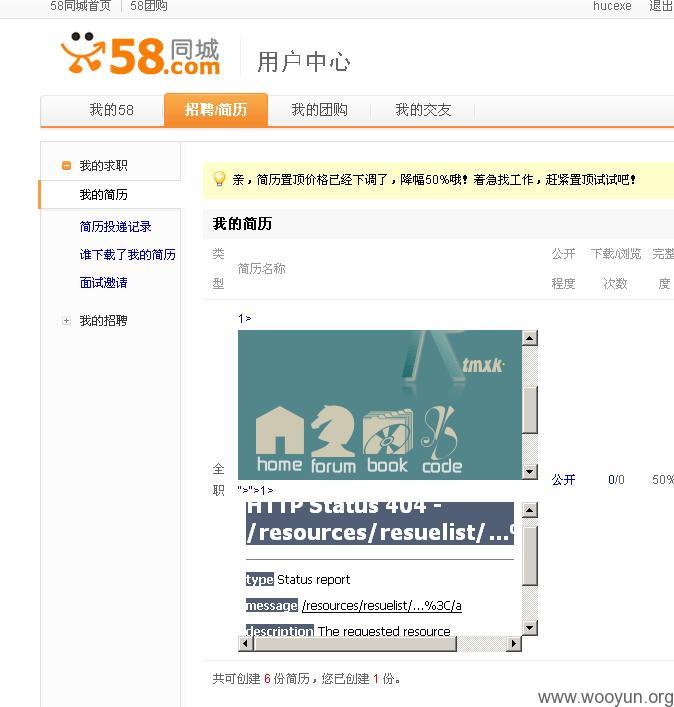 58同城首页 58团购 hucexe 退出
58同城.com 用户中心
我的58 招聘/简历 我的团购 我的交友
我的求职
我的简历
简历投递记录
谁下载了我的简历
面试邀请
我的招聘
亲，简历置顶价格已经下调了，降幅50%哦！着急找工作，赶紧置顶试试吧！
我的简历
类型 简历名称 公开程度 下载/浏览次数 完整度
1>
tmxk
home forum book code
全职 公开 0/0 50%
">">1>
HTTP Status 404 -
/resources/resuelist/...%
type Status report
message /resources/resuelist/...%3C/a
description The requested resource
共可创建 6 份简历，您已创建 1 份。
www.wooyun.org